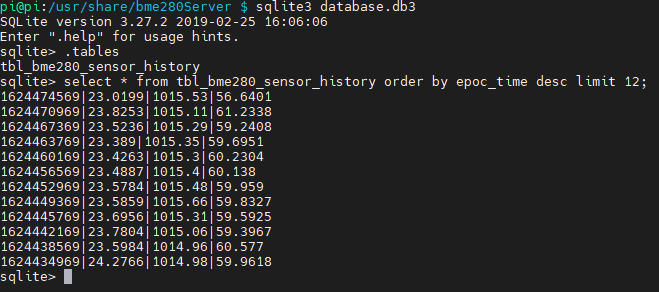 pi@pi:/usr/share/bme280Server $ sqlite3 database.db3
SQLite version 3.27.2 2019-02-25 16:06:06
Enter ".help" for usage hints.
sqlite> .tables
tbl_bme280_sensor_history
sqlite> select * from tbl_bme280_sensor_history order by epoc_time desc limit 12;
1624474569|23.0199|1015.53|56.6401
1624470969|23.8253|1015.11|61.2338
1624467369|23.5236|1015.29|59.2408
1624463769|23.389|1015.35|59.6951
1624460169|23.4263|1015.3|60.2304
1624456569|23.4887|1015.4|60.138
1624452969|23.5784|1015.48|59.959
1624449369|23.5859|1015.66|59.8327
1624445769|23.6956|1015.31|59.5925
1624442169|23.7804|1015.06|59.3967
1624438569|23.5984|1014.96|60.577
1624434969|24.2766|1014.98|59.9618
sqlite>